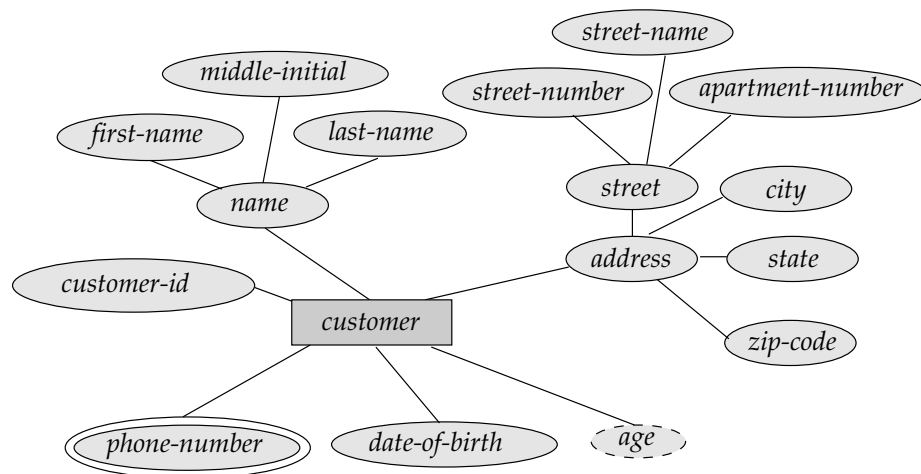 street-name
middle-initial
street-number
apartment-number
first-name
last-name
street
city
name
address
state
customer-id
customer
zip-code
phone-number
date-of-birth
age